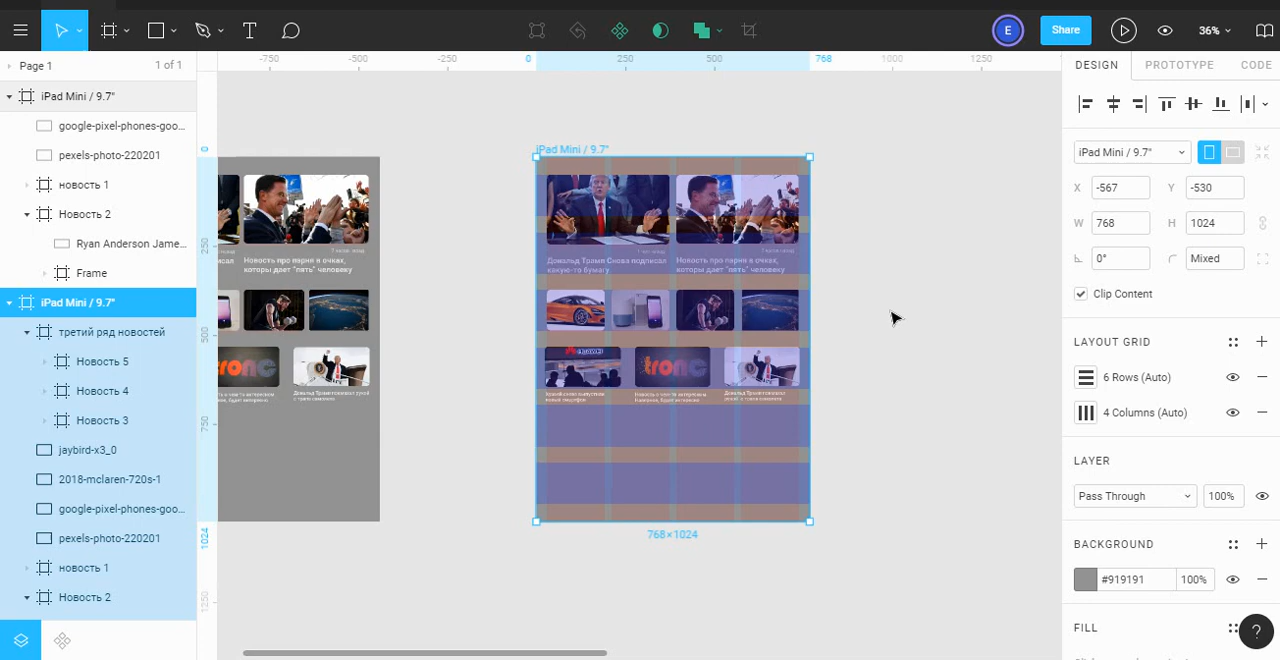 E
Share
36%
Page 1
1 of 1
iPad Mini / 9.7"
google-pixel-phones-goo...
pexels-photo-220201
новость 1
Новость 2
Ryan Anderson Jame...
Frame
iPad Mini / 9.7"
третий ряд новостей
Новость 5
Новость 4
Новость 3
jaybird-x3_0
2018-mclaren-720s-1
google-pixel-phones-goo...
pexels-photo-220201
новость 1
Новость 2
-750
-500
-250
0
250
500
768
1000
1250
0
250
500
750
1024
1250
Новость про парня в очках,
которы дает "пять" человеку
iPad Mini / 9.7"
Дональд Трамп Снова подписал
какую-то бумагу
Новость про парня в очках,
которы дает "пять" человеку
768×1024
DESIGN
PROTOTYPE
CODE
iPad Mini / 9.7"
X
-567
Y
-530
W
768
H
1024
0°
Mixed
Clip Content
LAYOUT GRID
6 Rows (Auto)
4 Columns (Auto)
LAYER
Pass Through
100%
BACKGROUND
#919191
100%
FILL
?